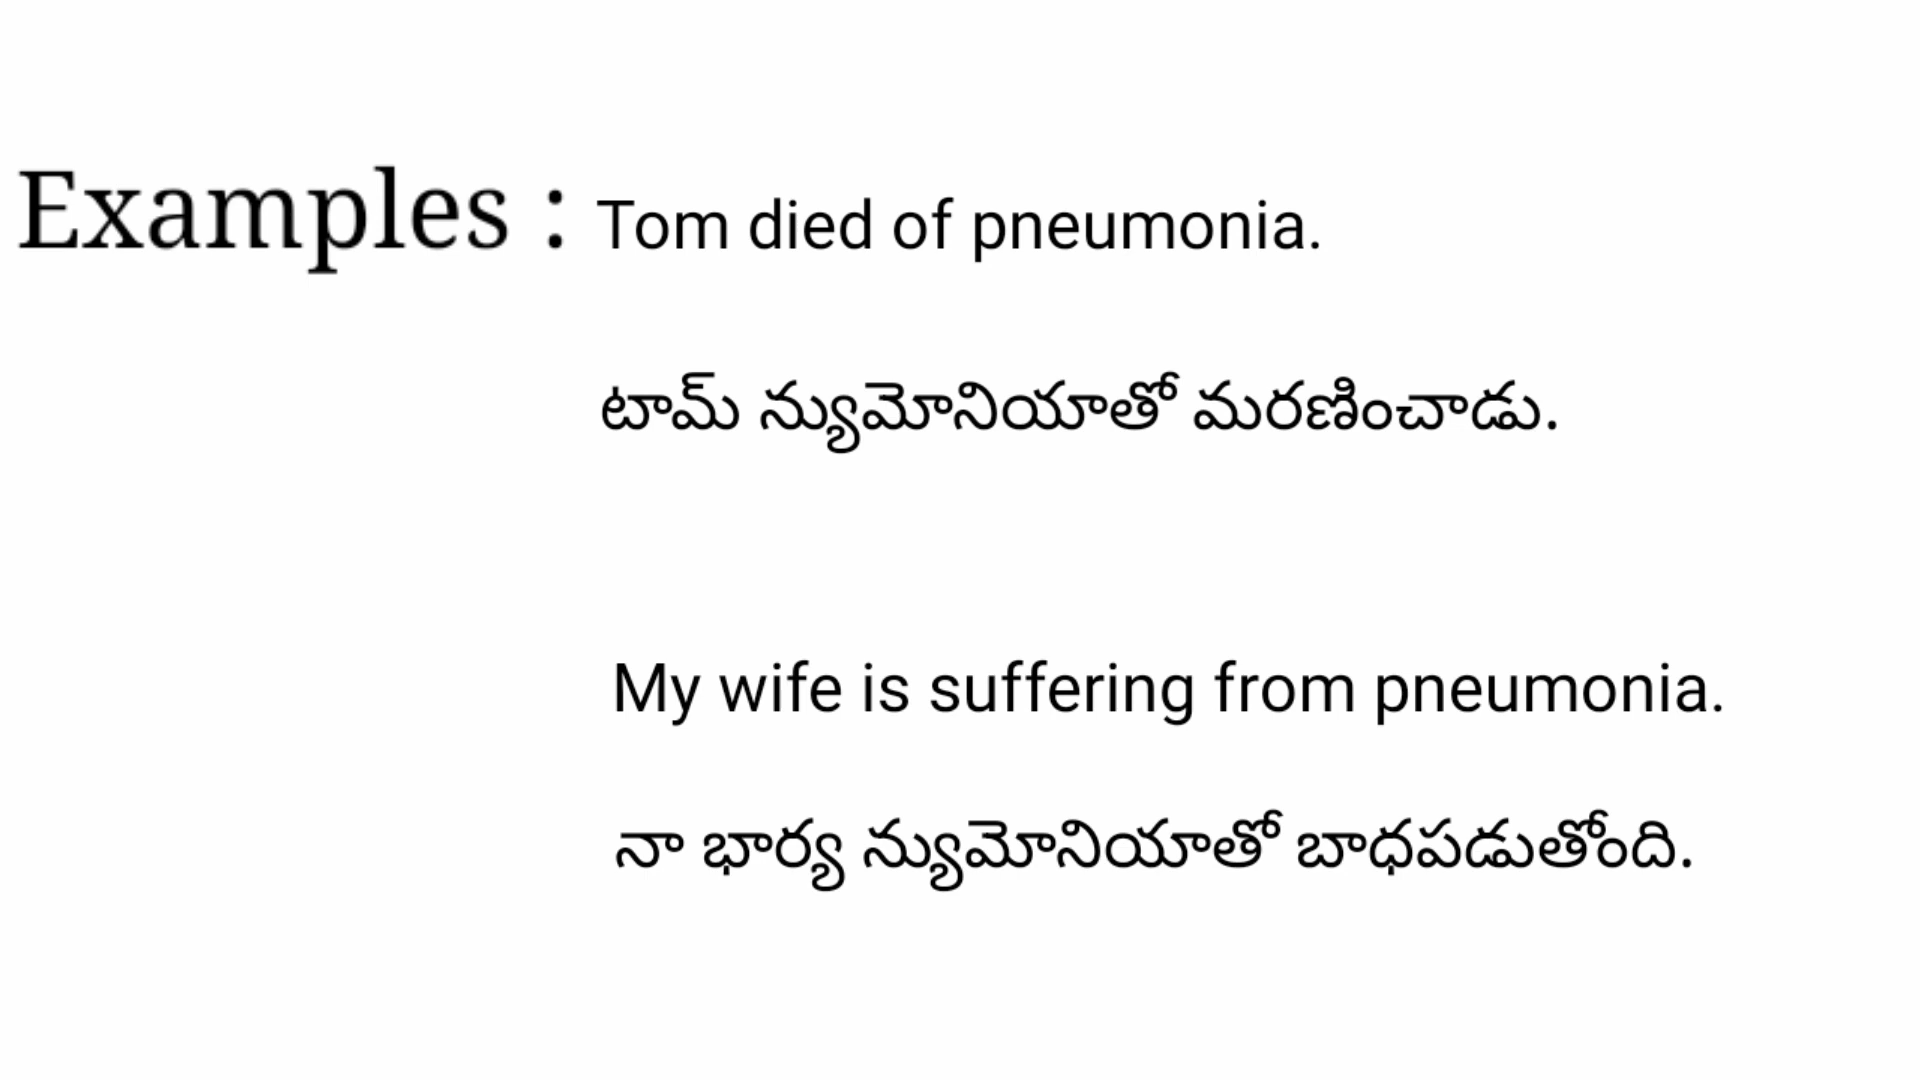 Examples : Tom died of pneumonia.
టామ్ న్యుమోనియాతో మరణించాడు.
My wife is suffering from pneumonia.
నా భార్య న్యుమోనియాతో బాధపడుతోంది.